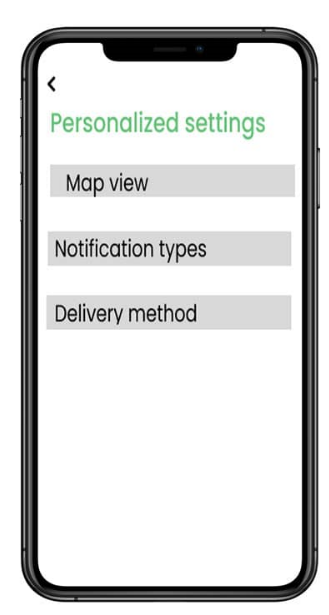 Personalized settings
Map view
Notification types
Delivery method